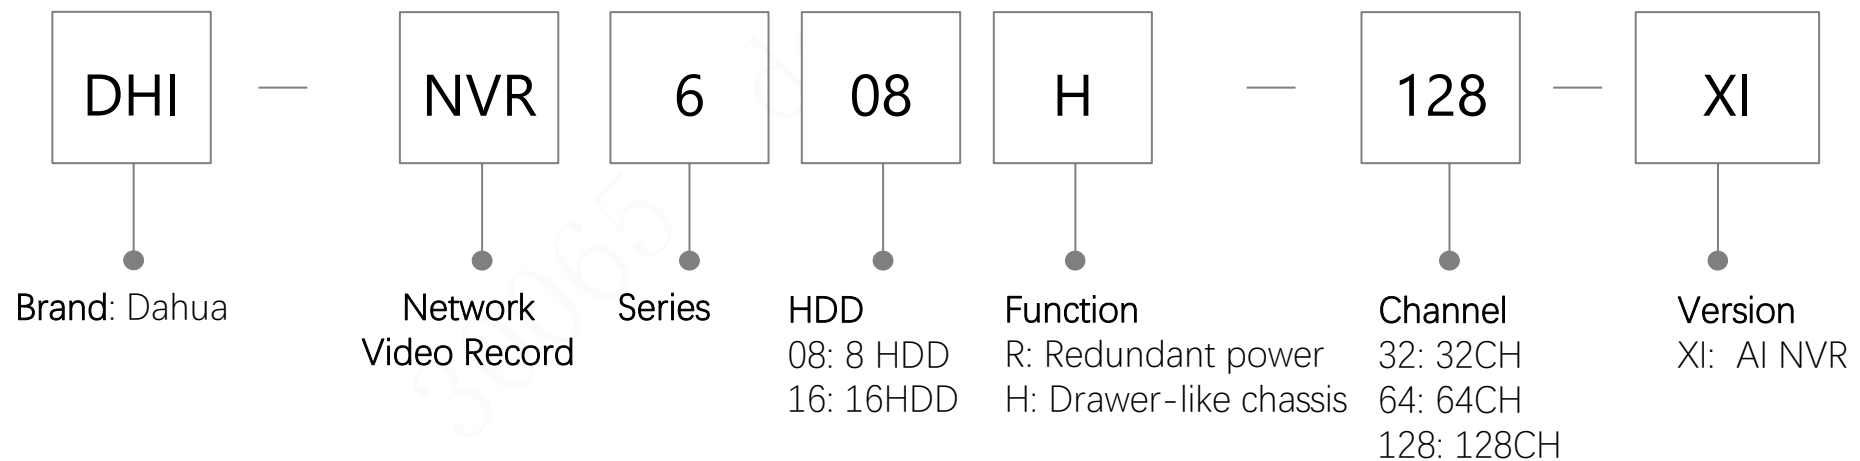 DHI — NVR 6 08 H — 128 — XI
Brand: Dahua
Network
Video Record
Series
HDD
08: 8 HDD
16: 16HDD
Function
R: Redundant power
H: Drawer-like chassis
Channel
32: 32CH
64: 64CH
128: 128CH
Version
XI: AI NVR
30065